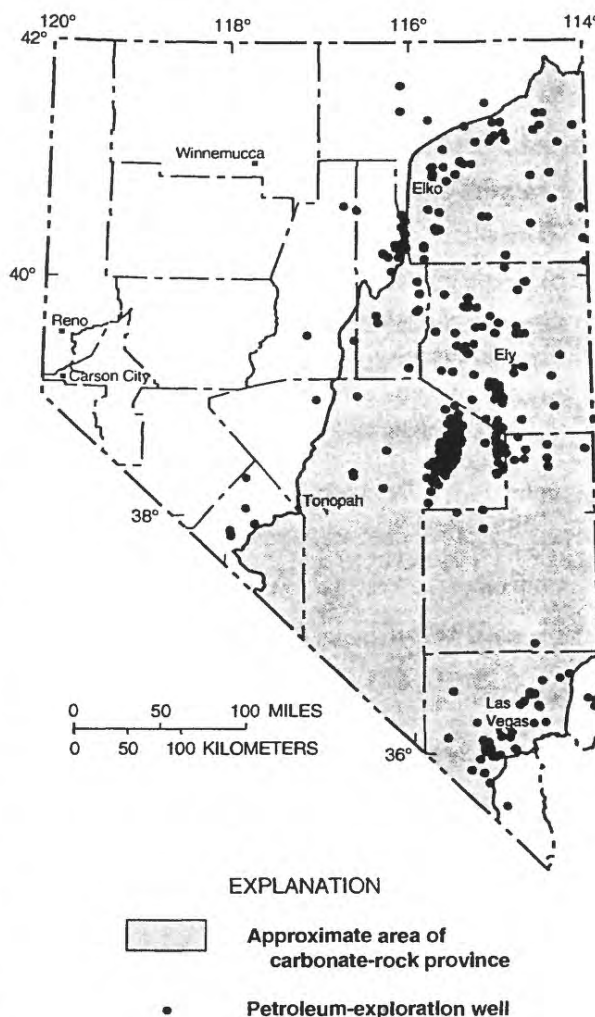 120° 118° 116° 114°
42°
Winnemucca
Elko
40°
Reno
Ely
Carson City
Tonopah
38°
Las
Vegas
0 50 100 MILES
0 50 100 KILOMETERS
36°
EXPLANATION
Approximate area of
carbonate-rock province
Petroleum-exploration well